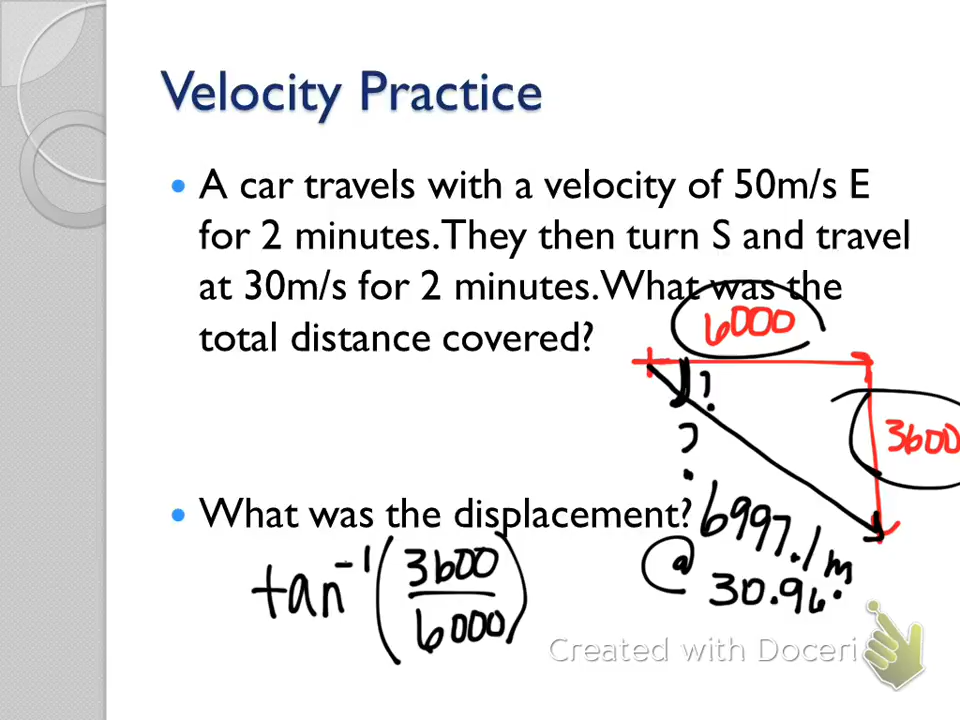 Velocity Practice
A car travels with a velocity of 50m/s E
for 2 minutes. They then turn S and travel
at 30m/s for 2 minutes. What was the
total distance covered?
6000
?
3600
?
What was the displacement?
6997.1m
@ 30.96°
tan⁻¹(3600/6000)
Created with Doceri